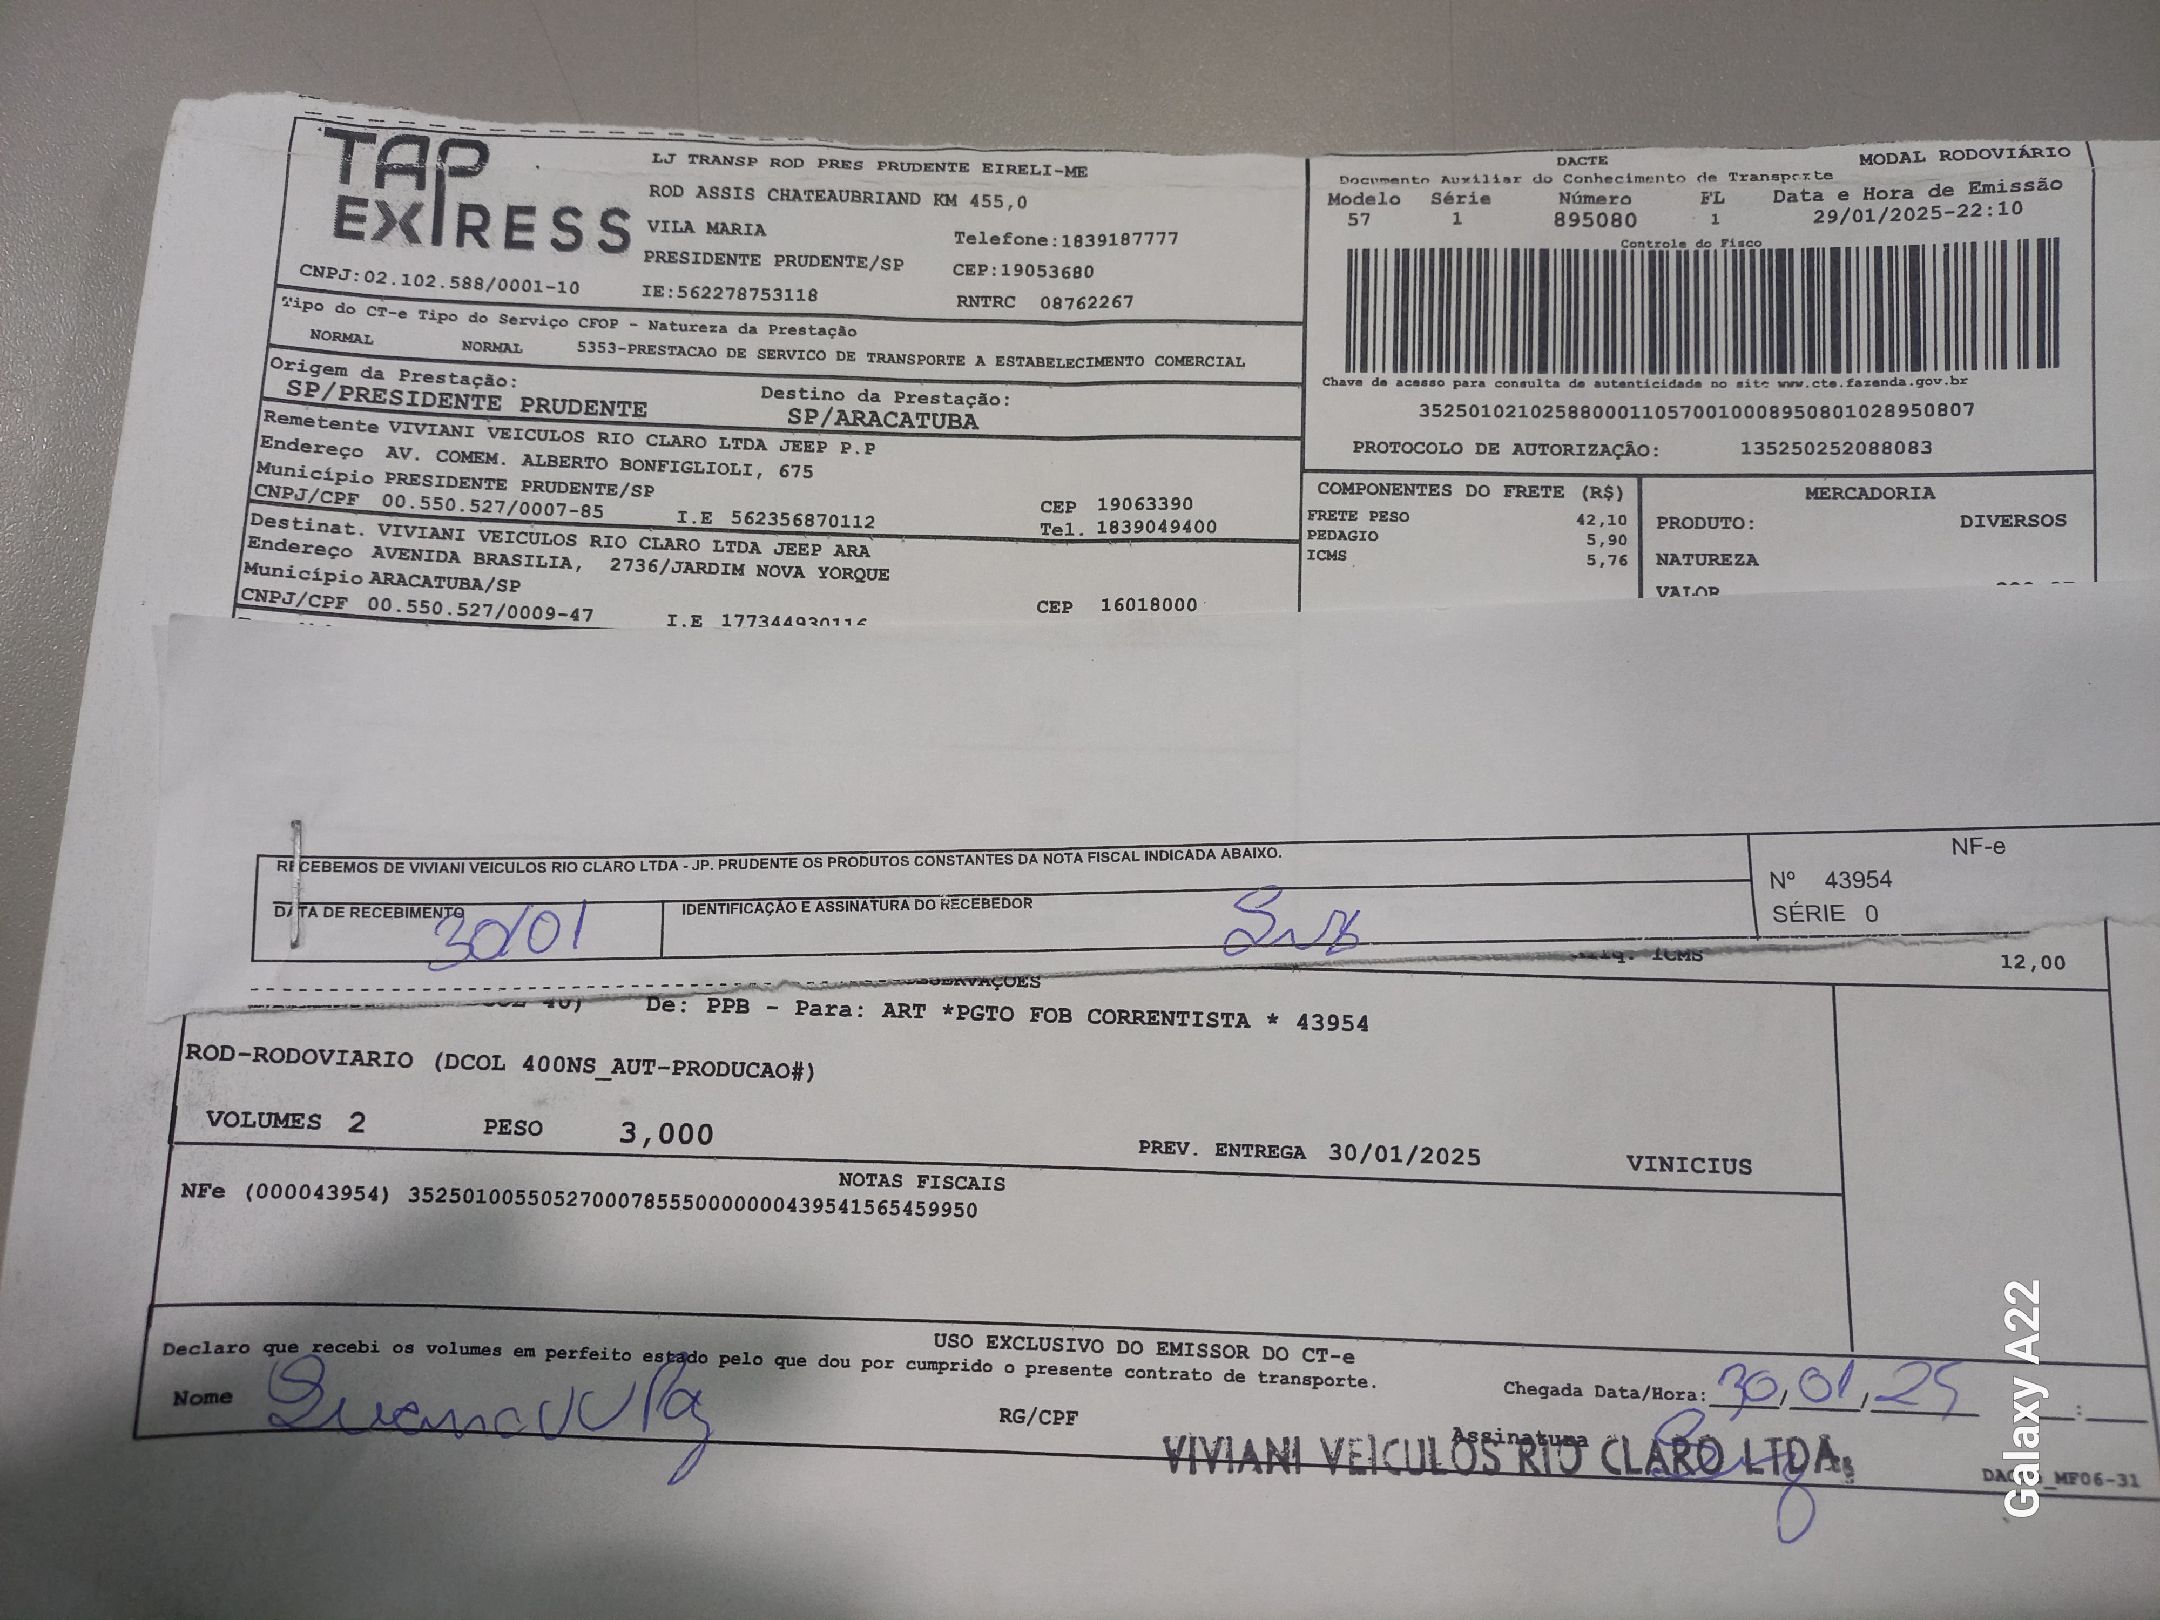 TAP EXPRESS
LJ TRANSP ROD PRES PRUDENTE EIRELI-ME
ROD ASSIS CHATEAUBRIAND KM 455,0
VILA MARIA Telefone:1839187777
PRESIDENTE PRUDENTE/SP CEP:19053680
CNPJ:02.102.588/0001-10 IE:562278753118 RNTRC 08762267
DACTE MODAL RODOVIÁRIO
Documento Auxiliar do Conhecimento de Transporte
Modelo Série Número FL Data e Hora de Emissão
57 1 895080 1 29/01/2025-22:10
Controle do Fisco
Chave de acesso para consulta de autenticidade no site www.cte.fazenda.gov.br
35250102102588000110570010008950801028950807
PROTOCOLO DE AUTORIZAÇÃO: 135250252088083
Tipo do CT-e Tipo do Serviço CFOP - Natureza da Prestação
NORMAL NORMAL 5353-PRESTACAO DE SERVICO DE TRANSPORTE A ESTABELECIMENTO COMERCIAL
Origem da Prestação: Destino da Prestação:
SP/PRESIDENTE PRUDENTE SP/ARACATUBA
Remetente VIVIANI VEICULOS RIO CLARO LTDA JEEP P.P
Endereço AV. COMEM. ALBERTO BONFIGLIOLI, 675
Município PRESIDENTE PRUDENTE/SP CEP 19063390
CNPJ/CPF 00.550.527/0007-85 I.E 562356870112 Tel. 1839049400
Destinat. VIVIANI VEICULOS RIO CLARO LTDA JEEP ARA
Endereço AVENIDA BRASILIA, 2736/JARDIM NOVA YORQUE
Município ARACATUBA/SP CEP 16018000
CNPJ/CPF 00.550.527/0009-47 I.E 177344930116
COMPONENTES DO FRETE (R$)
FRETE PESO 42,10
PEDAGIO 5,90
ICMS 5,76
MERCADORIA
PRODUTO: DIVERSOS
NATUREZA
VALOR
RECEBEMOS DE VIVIANI VEICULOS RIO CLARO LTDA - JP. PRUDENTE OS PRODUTOS CONSTANTES DA NOTA FISCAL INDICADA ABAIXO.
DATA DE RECEBIMENTO 30/01 IDENTIFICAÇÃO E ASSINATURA DO RECEBEDOR
NF-e
Nº 43954
SÉRIE 0
ICMS 12,00
OBSERVAÇÕES
De: PPB - Para: ART *PGTO FOB CORRENTISTA * 43954
ROD-RODOVIARIO (DCOL 400NS_AUT-PRODUCAO#)
VOLUMES 2 PESO 3,000 PREV. ENTREGA 30/01/2025 VINICIUS
NOTAS FISCAIS
NFe (000043954) 35250100550527000785550000000439541565459950
USO EXCLUSIVO DO EMISSOR DO CT-e
Declaro que recebi os volumes em perfeito estado pelo que dou por cumprido o presente contrato de transporte.
Nome RG/CPF Chegada Data/Hora: 30/01/25 :
Assinatura
VIVIANI VEICULOS RIO CLARO LTDA.
Galaxy A22